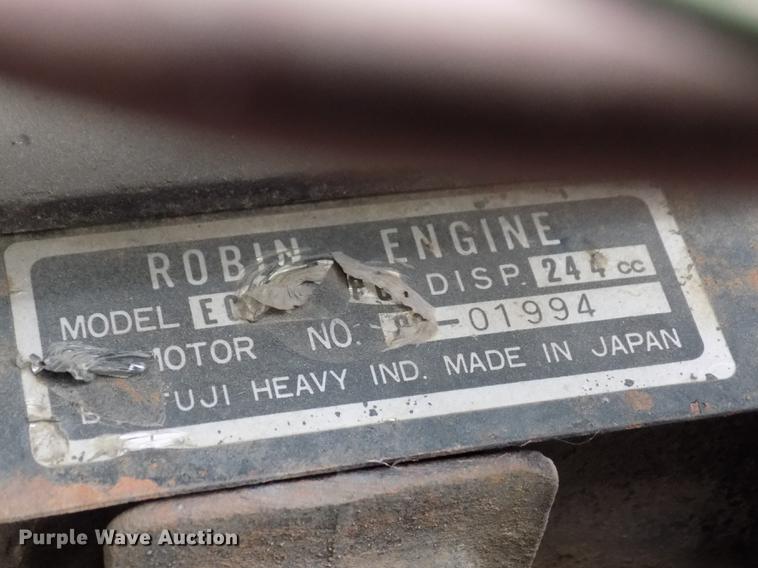 ROBIN ENGINE
MODEL EC DISP. 244 cc
MOTOR NO. -01994
UJI HEAVY IND. MADE IN JAPAN
Purple Wave Auction